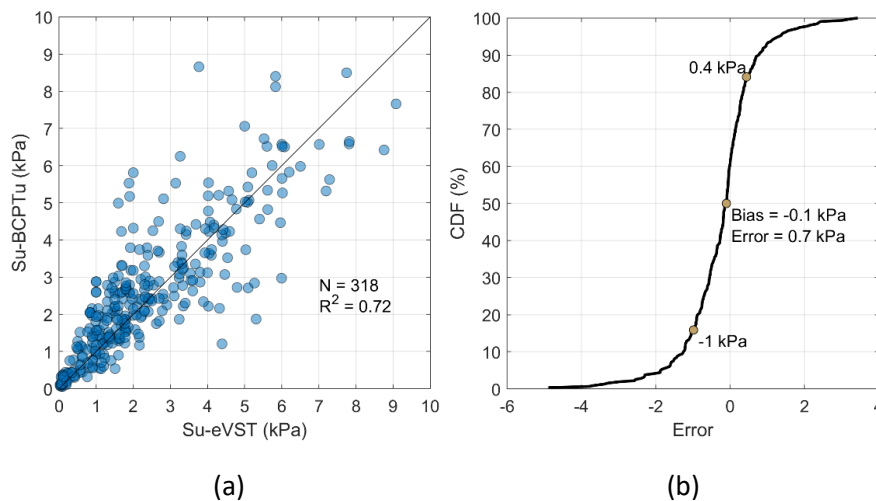 10
9
8
7
6
5
4
3
2
1
0
Su-BCPTu (kPa)
N = 318
R² = 0.72
0 1 2 3 4 5 6 7 8 9 10
Su-eVST (kPa)
(a)
100
90
80
70
60
50
40
30
20
10
0
CDF (%)
0.4 kPa
Bias = -0.1 kPa
Error = 0.7 kPa
-1 kPa
-6 -4 -2 0 2 4
Error
(b)